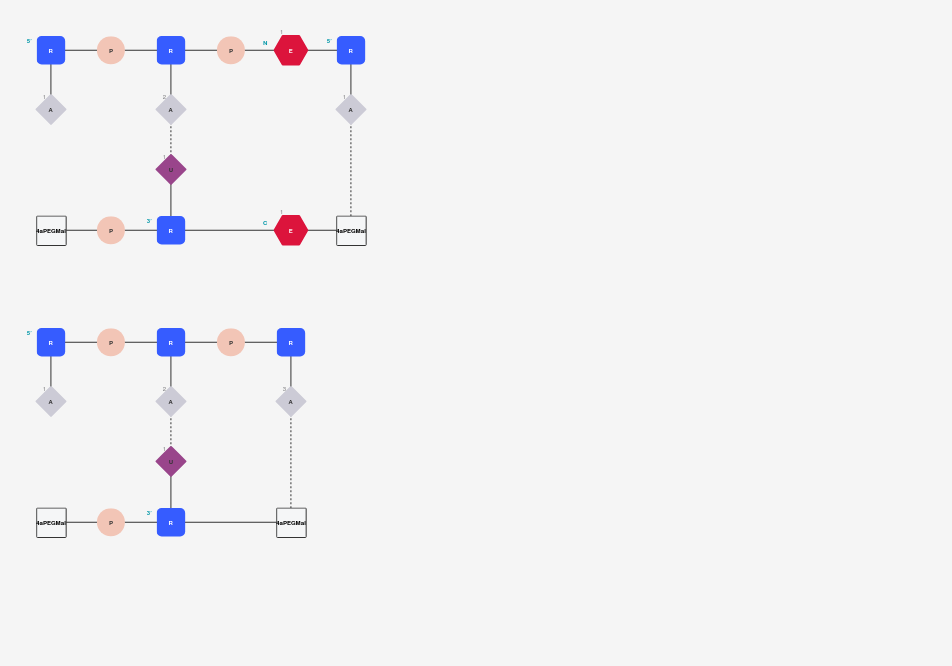 1
5' R P R P N E 5' R
1 2 1
A A A
1
U
1
3' C
4aPEGMal P R E 4aPEGMal
5' R P R P R
1 2 3
A A A
1
U
3'
4aPEGMal P R 4aPEGMal